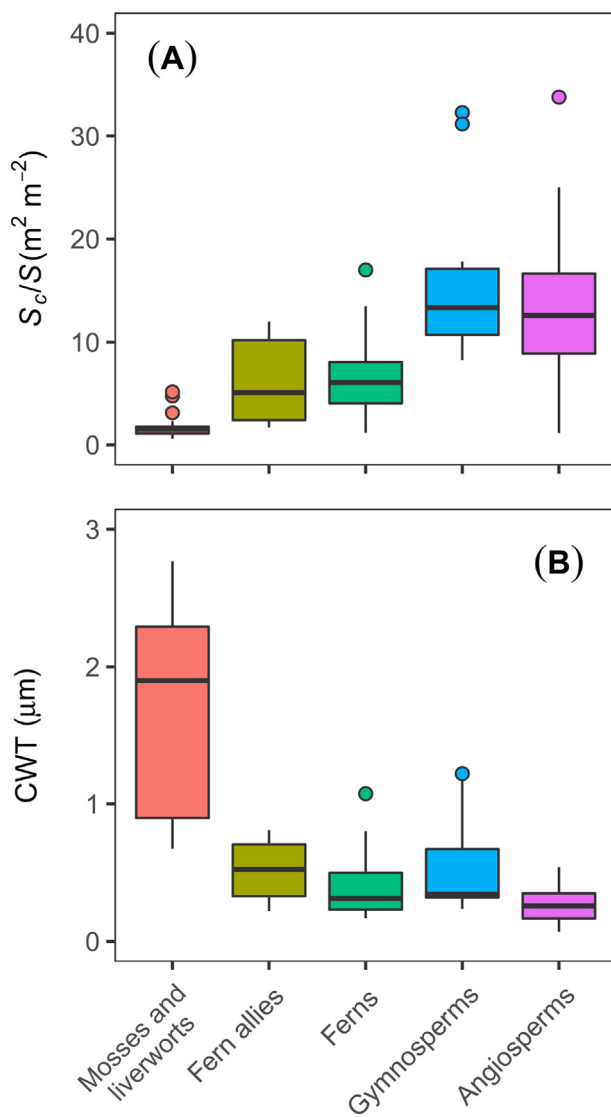 (A)
40
30
20
10
0
Sc/S (m² m⁻²)
(B)
3
2
1
0
CWT (μm)
Mosses and
liverworts
Fern allies
Ferns
Gymnosperms
Angiosperms